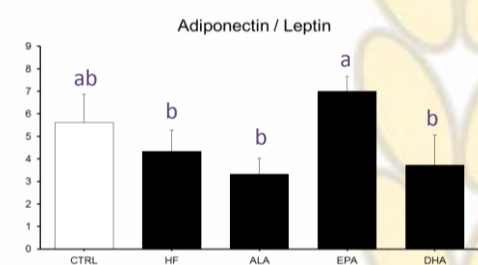 Adiponectin / Leptin
9
8
7
6
5
4
3
2
1
0
ab
b
b
a
b
CTRL HF ALA EPA DHA